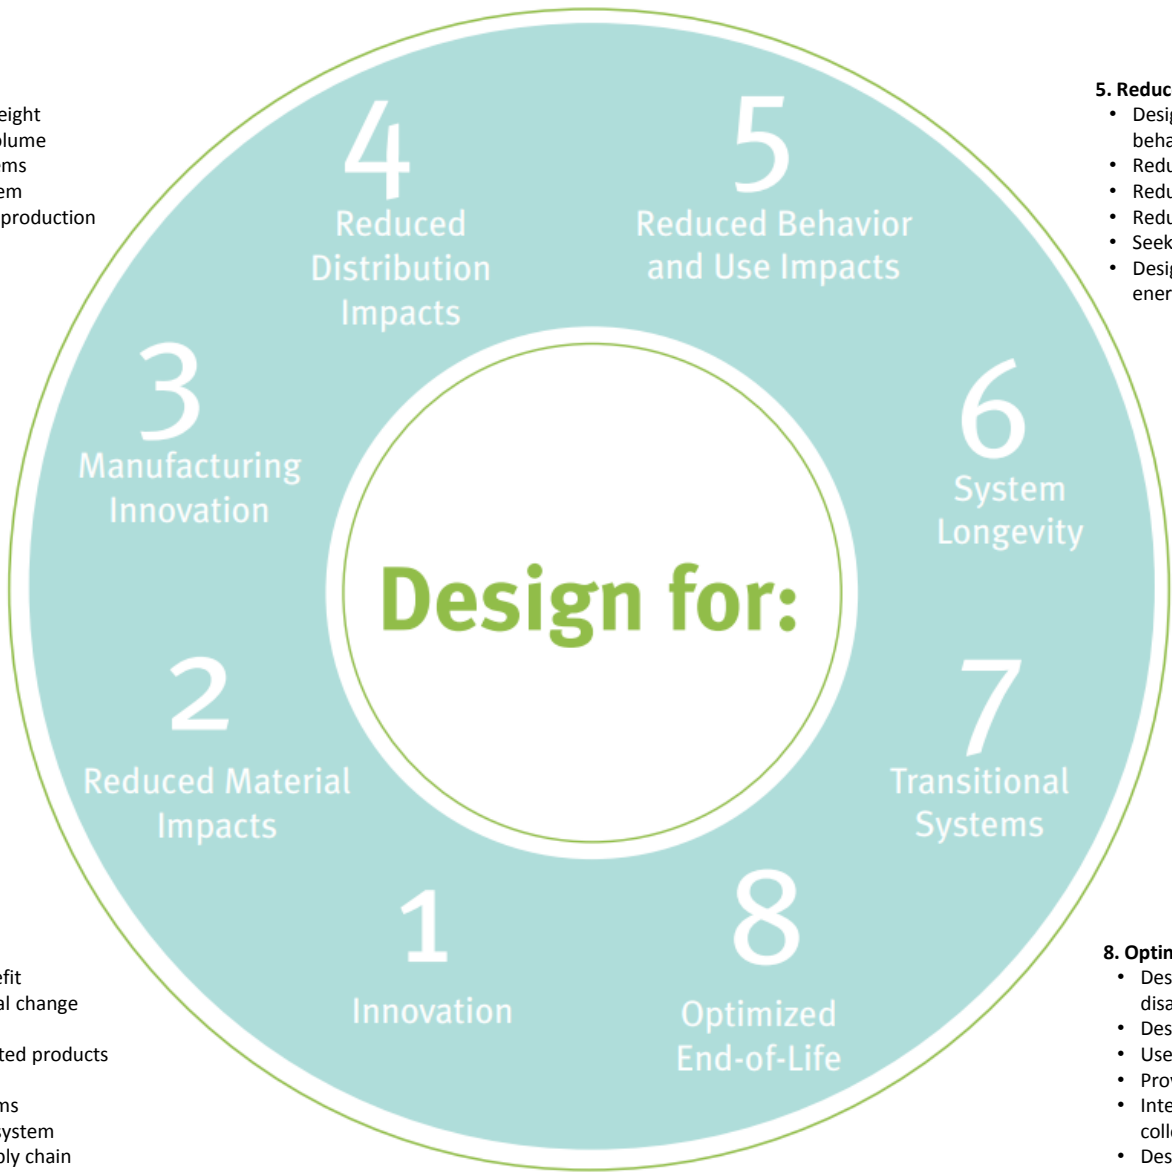 eight
olume
ems
em
production
5. Reduc
• Desig
beha
• Redu
• Redu
• Redu
• Seek
• Desig
ener
4
Reduced
Distribution
Impacts
5
Reduced Behavior
and Use Impacts
3
Manufacturing
Innovation
6
System
Longevity
Design for:
2
Reduced Material
Impacts
7
Transitional
Systems
1
Innovation
8
Optimized
End-of-Life
efit
al change
ted products
ms
system
ply chain
8. Optim
• Des
disa
• Des
• Use
• Prov
• Inte
colle
• Des